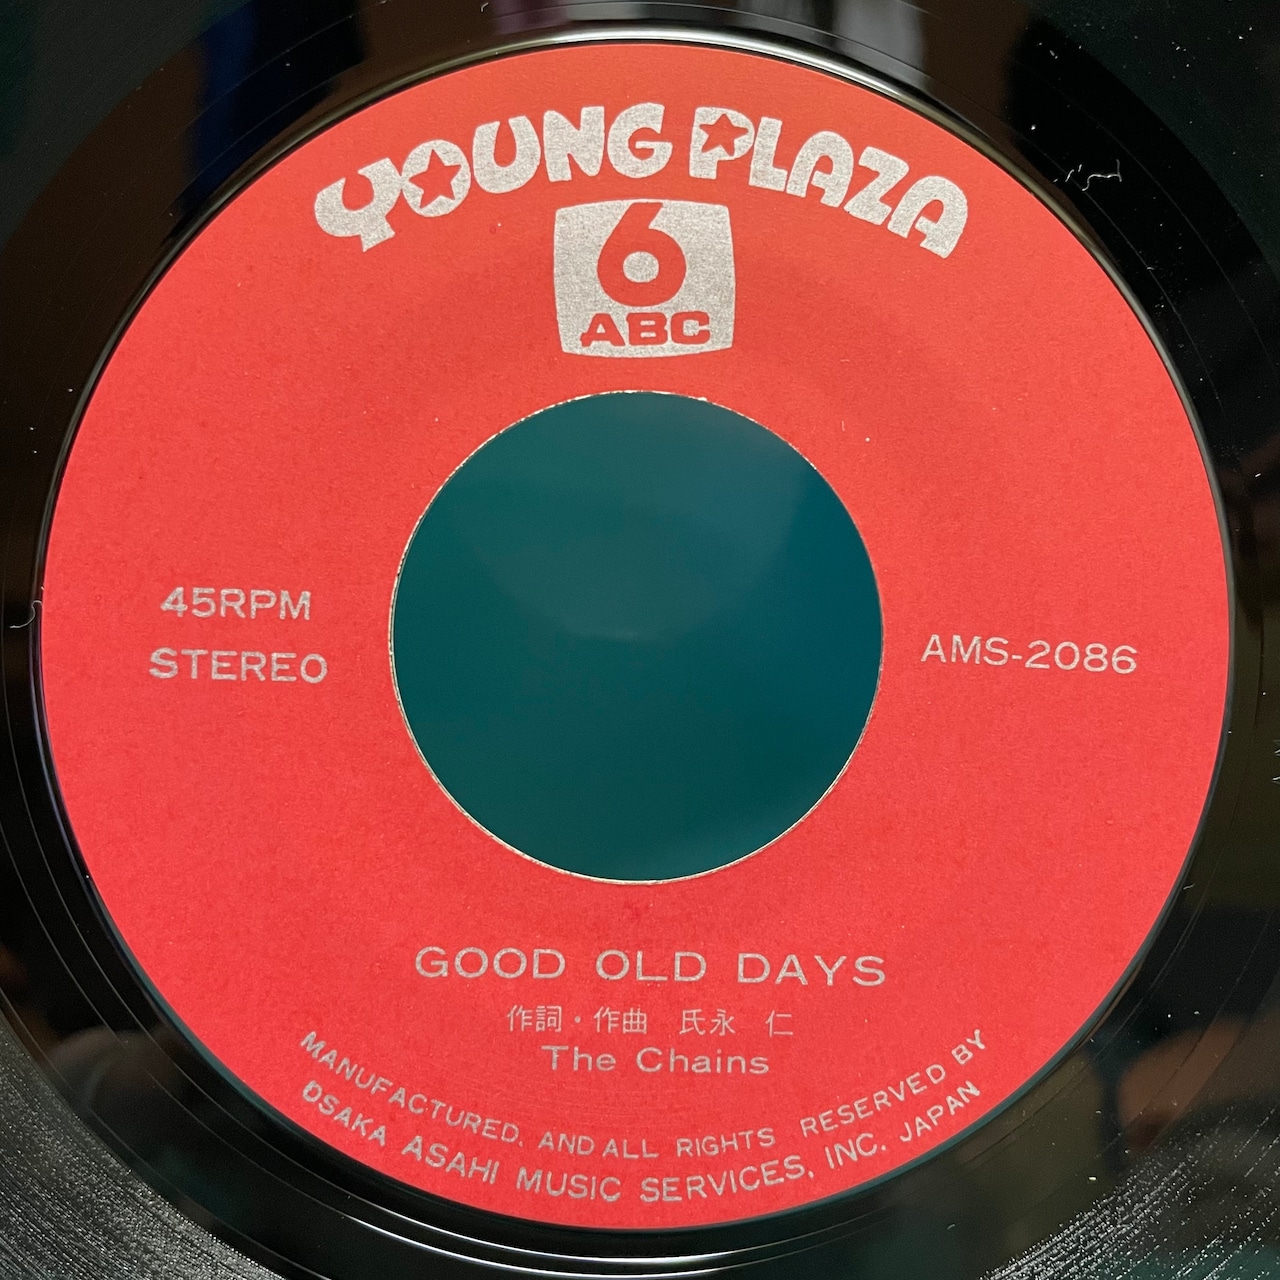 YOUNG PLAZA
6
ABC
45RPM
STEREO
AMS-2086
GOOD OLD DAYS
作詞・作曲 氏永 仁
The Chains
MANUFACTURED. AND ALL RIGHTS RESERVED BY
OSAKA ASAHI MUSIC SERVICES, INC. JAPAN